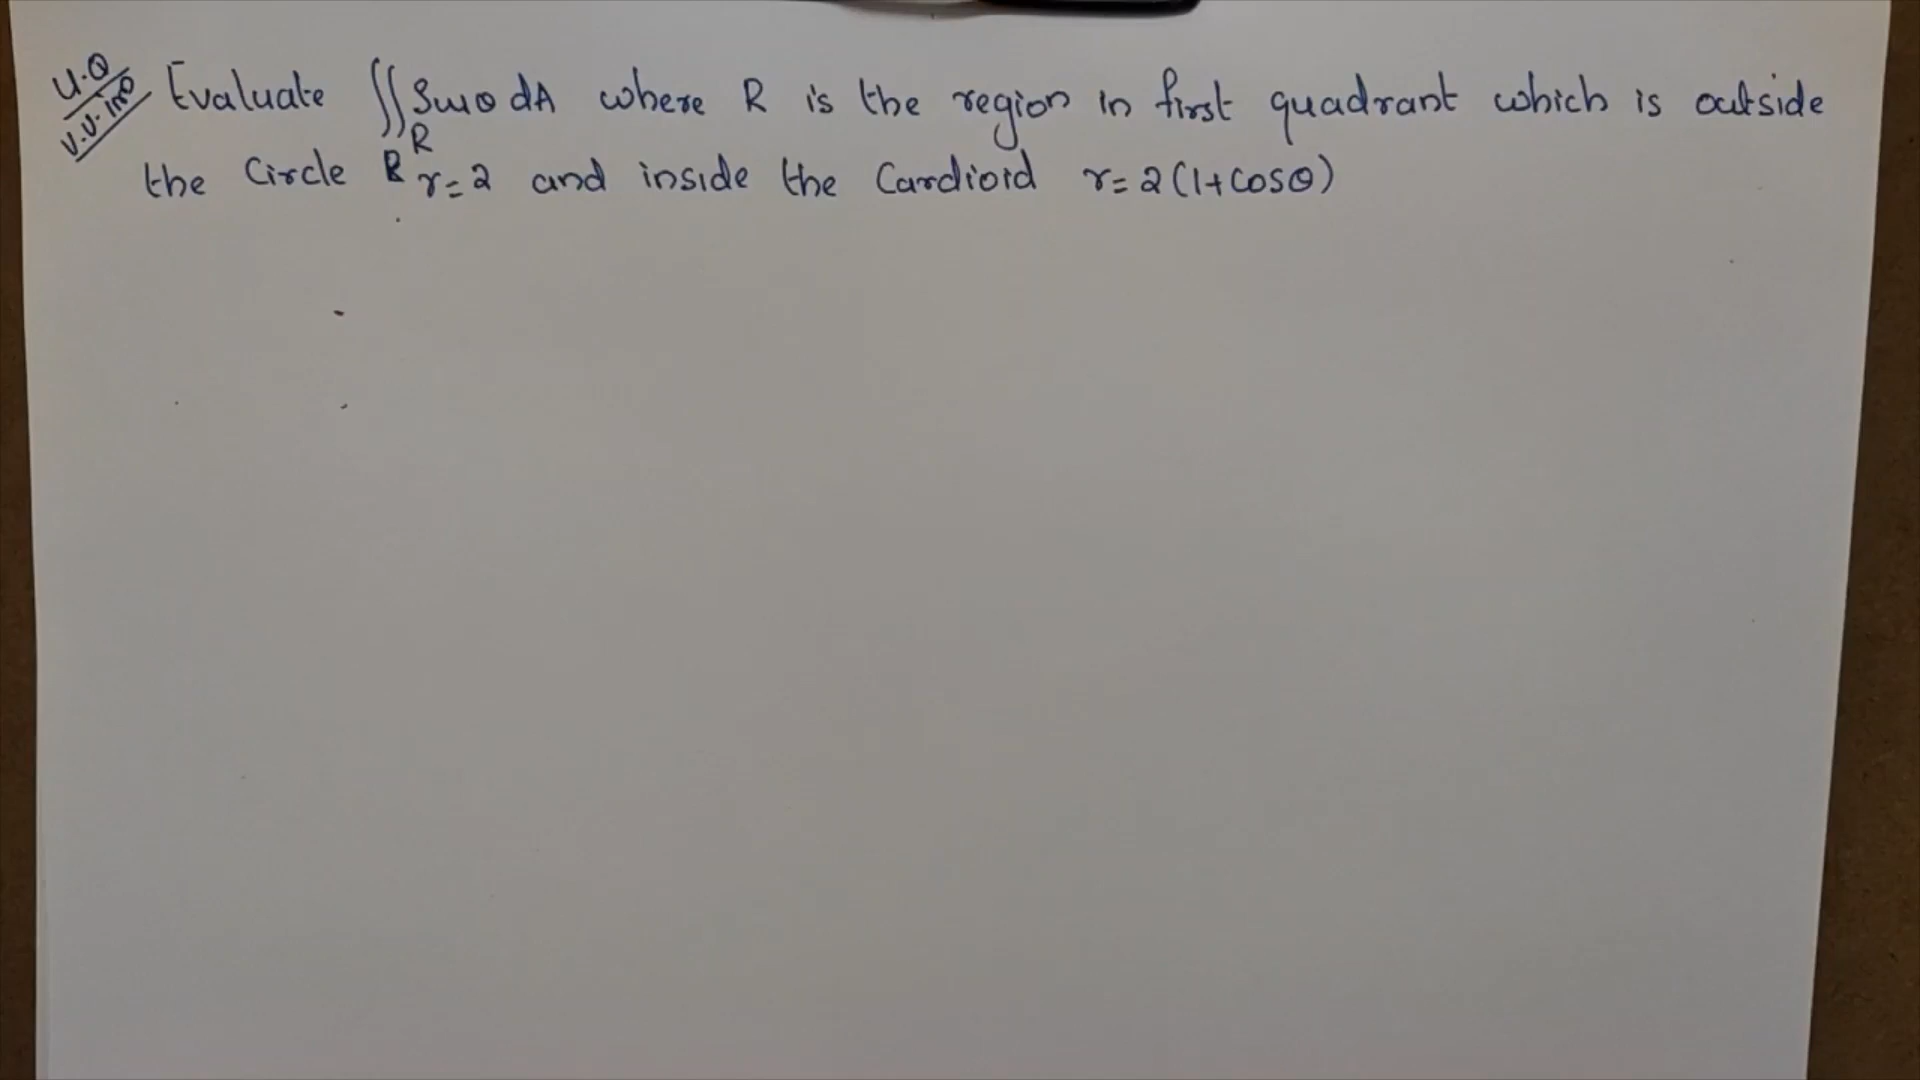 U.Q
V.V.imp
Evaluate ∬_R Sinθ dA where R is the region in first quadrant which is outside
the Circle R r=2 and inside the Cardioid r=2(1+cosθ)